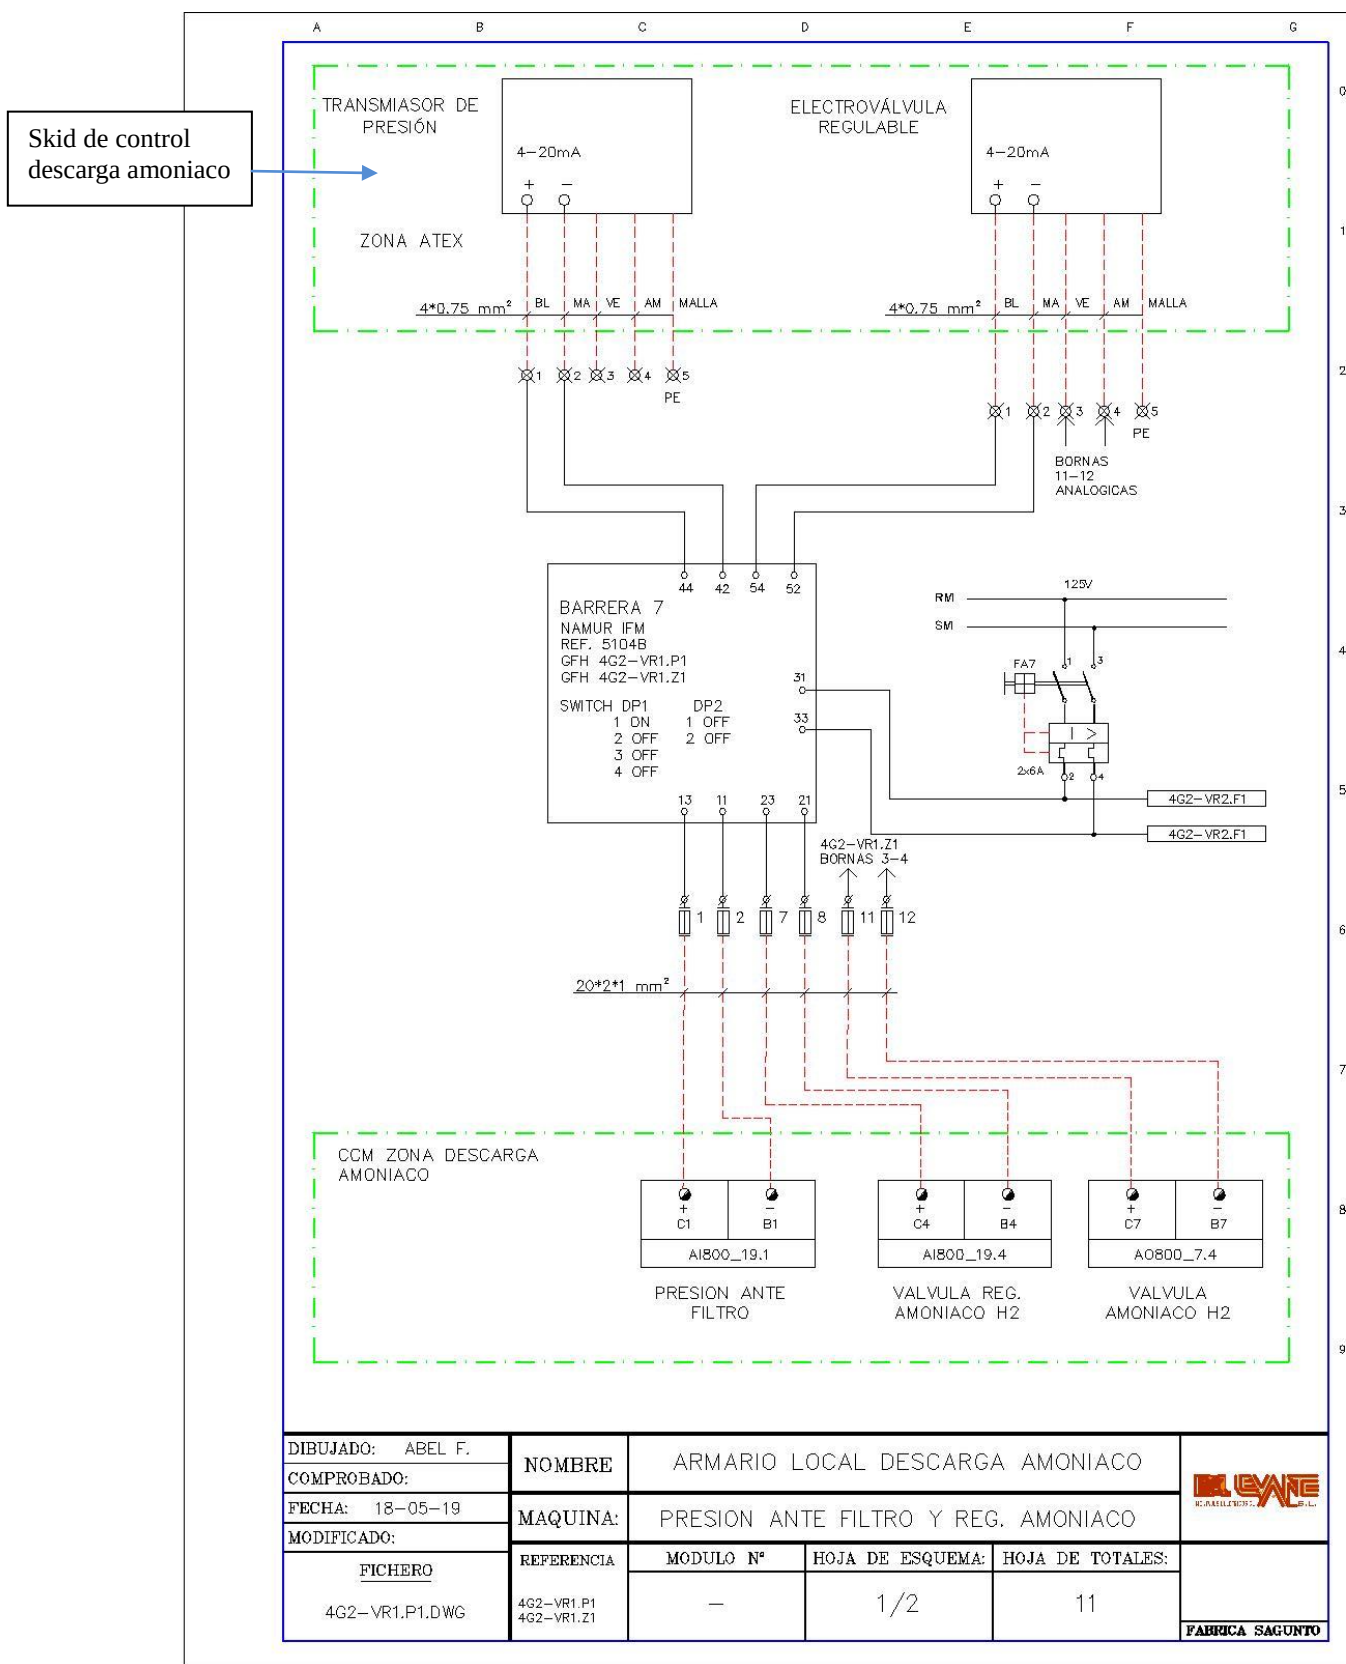 A B C D E F G
0
Skid de control
descarga amoniaco
TRANSMIASOR DE
PRESIÓN
4-20mA
+ -
ELECTROVÁLVULA
REGULABLE
4-20mA
+ -
ZONA ATEX
1
4*0.75 mm² BL MA VE AM MALLA
4*0.75 mm² BL MA VE AM MALLA
2
1 2 3 4 5
PE
1 2 3 4 5
PE
BORNAS
11-12
ANALOGICAS
3
44 42 54 52
BARRERA 7
NAMUR IFM
REF. 5104B
GFH 4G2-VR1.P1
GFH 4G2-VR1.Z1
SWITCH DP1 DP2
1 ON 1 OFF
2 OFF 2 OFF
3 OFF
4 OFF
31
33
13 11 23 21
125V
RM
SM
4
FA7 1 3
I >
2x6A 2 4
5
4G2-VR2.F1
4G2-VR2.F1
4G2-VR1.Z1
BORNAS 3-4
1 2 7 8 11 12
6
20*2*1 mm²
7
CCM ZONA DESCARGA
AMONIACO
+ - + - + -
C1 B1 C4 B4 C7 B7
8
AI800_19.1 AI800_19.4 AO800_7.4
PRESION ANTE
FILTRO
VALVULA REG.
AMONIACO H2
VALVULA
AMONIACO H2
9
DIBUJADO: ABEL F.
COMPROBADO:
FECHA: 18-05-19
MODIFICADO:
FICHERO
4G2-VR1.P1.DWG
NOMBRE ARMARIO LOCAL DESCARGA AMONIACO
MAQUINA: PRESION ANTE FILTRO Y REG. AMONIACO
REFERENCIA
4G2-VR1.P1
4G2-VR1.Z1
MODULO Nº HOJA DE ESQUEMA: HOJA DE TOTALES:
- 1/2 11
LEVANTE
S.L.
FABRICA SAGUNTO